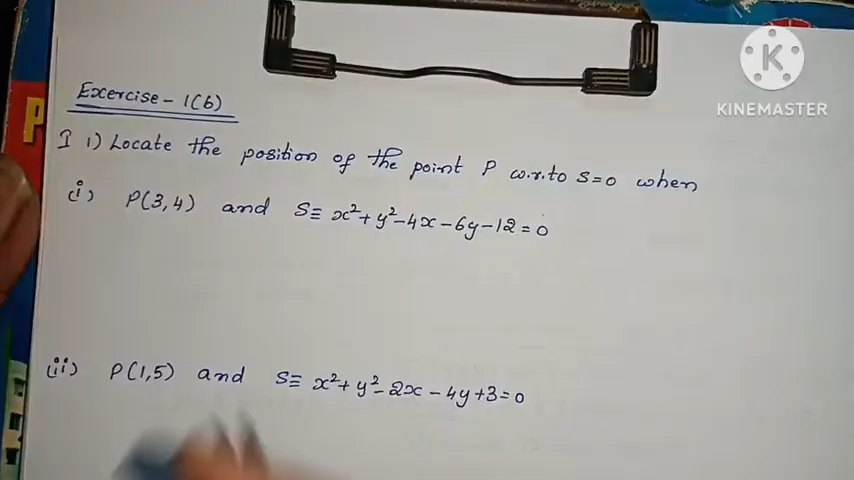 KINEMASTER
Excercise - 1(b)
I 1) Locate the position of the point P w.r.to S=0 when
(i) P(3,4) and S≡ x²+y²-4x-6y-12=0
(ii) P(1,5) and S≡ x²+y²-2x-4y+3=0